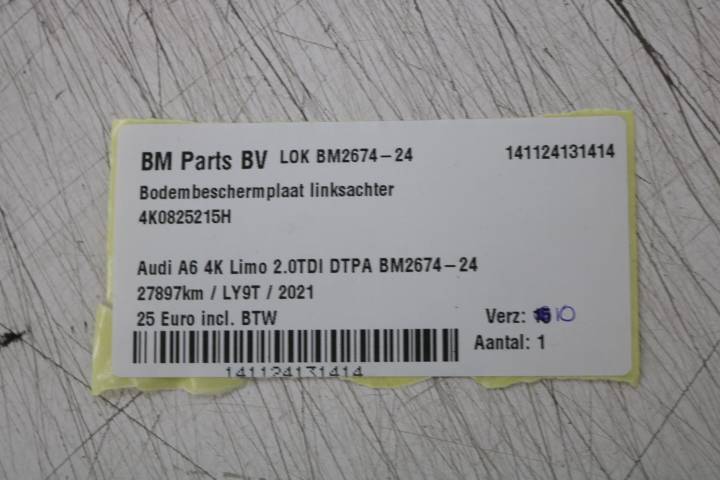 BM Parts BV LOK BM2674-24 141124131414
Bodembeschermplaat linksachter
4K0825215H
Audi A6 4K Limo 2.0TDI DTPA BM2674-24
27897km / LY9T / 2021
25 Euro incl. BTW Verz: 10
Aantal: 1
141124131414